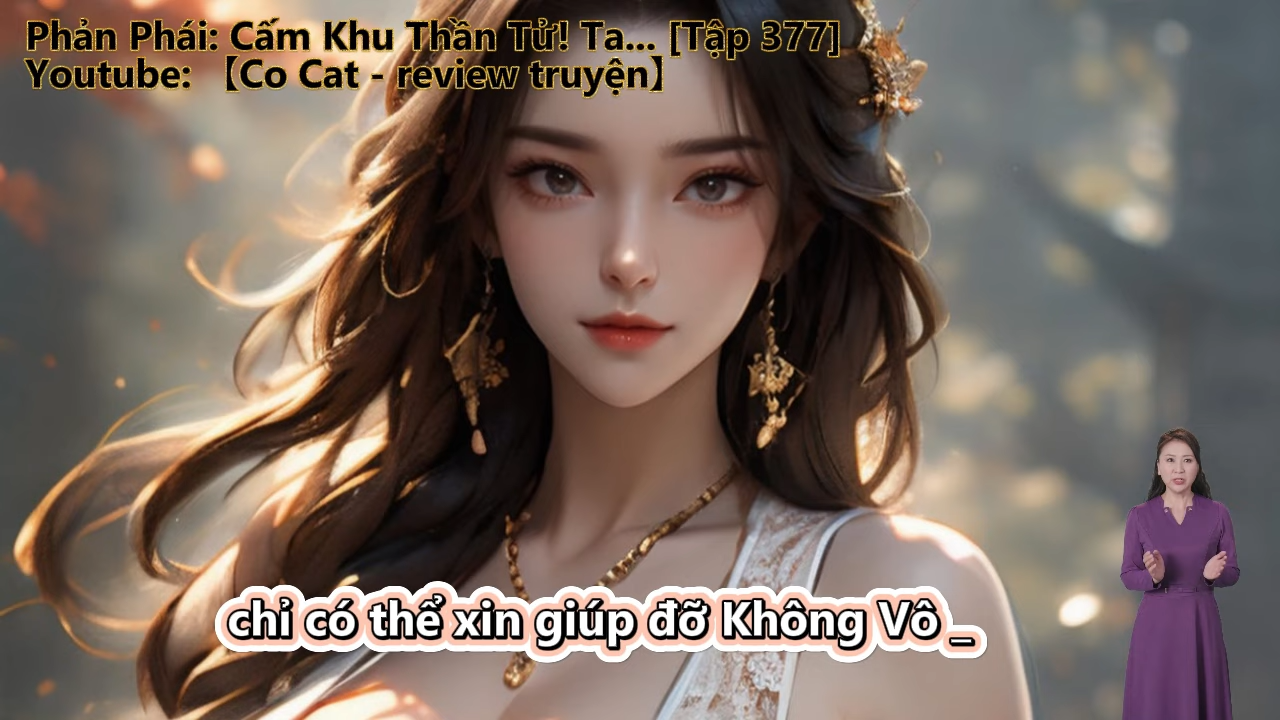 Phản Phái: Cấm Khu Thần Tử! Ta... [Tập 377]
Youtube: 【Co Cat - review truyện】
chỉ có thể xin giúp đỡ Không Vô _